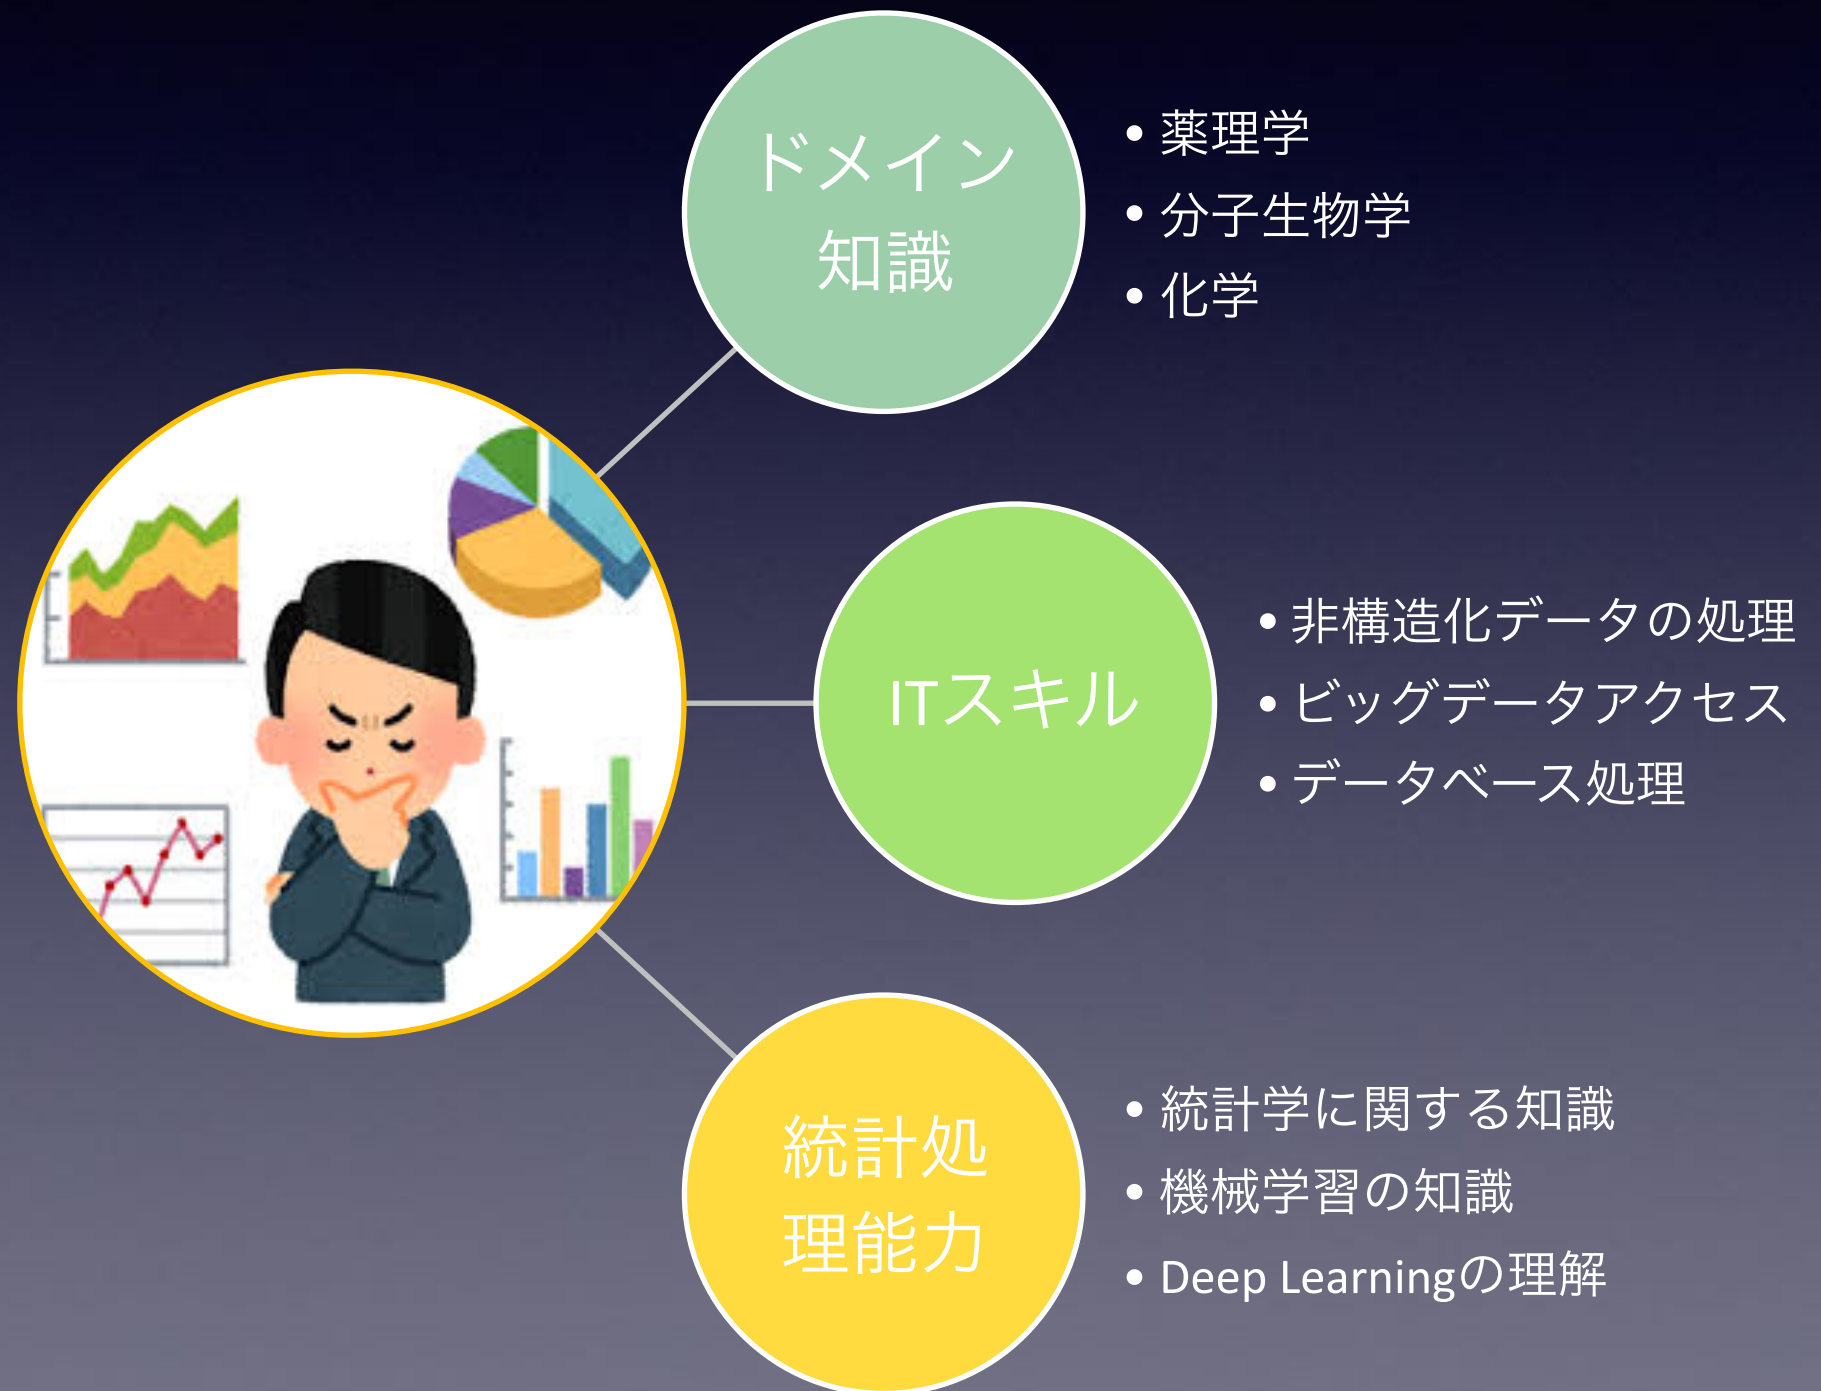 ドメイン
知識
• 薬理学
• 分子生物学
• 化学
ITスキル
• 非構造化データの処理
• ビッグデータアクセス
• データベース処理
統計処
理能力
• 統計学に関する知識
• 機械学習の知識
• Deep Learningの理解